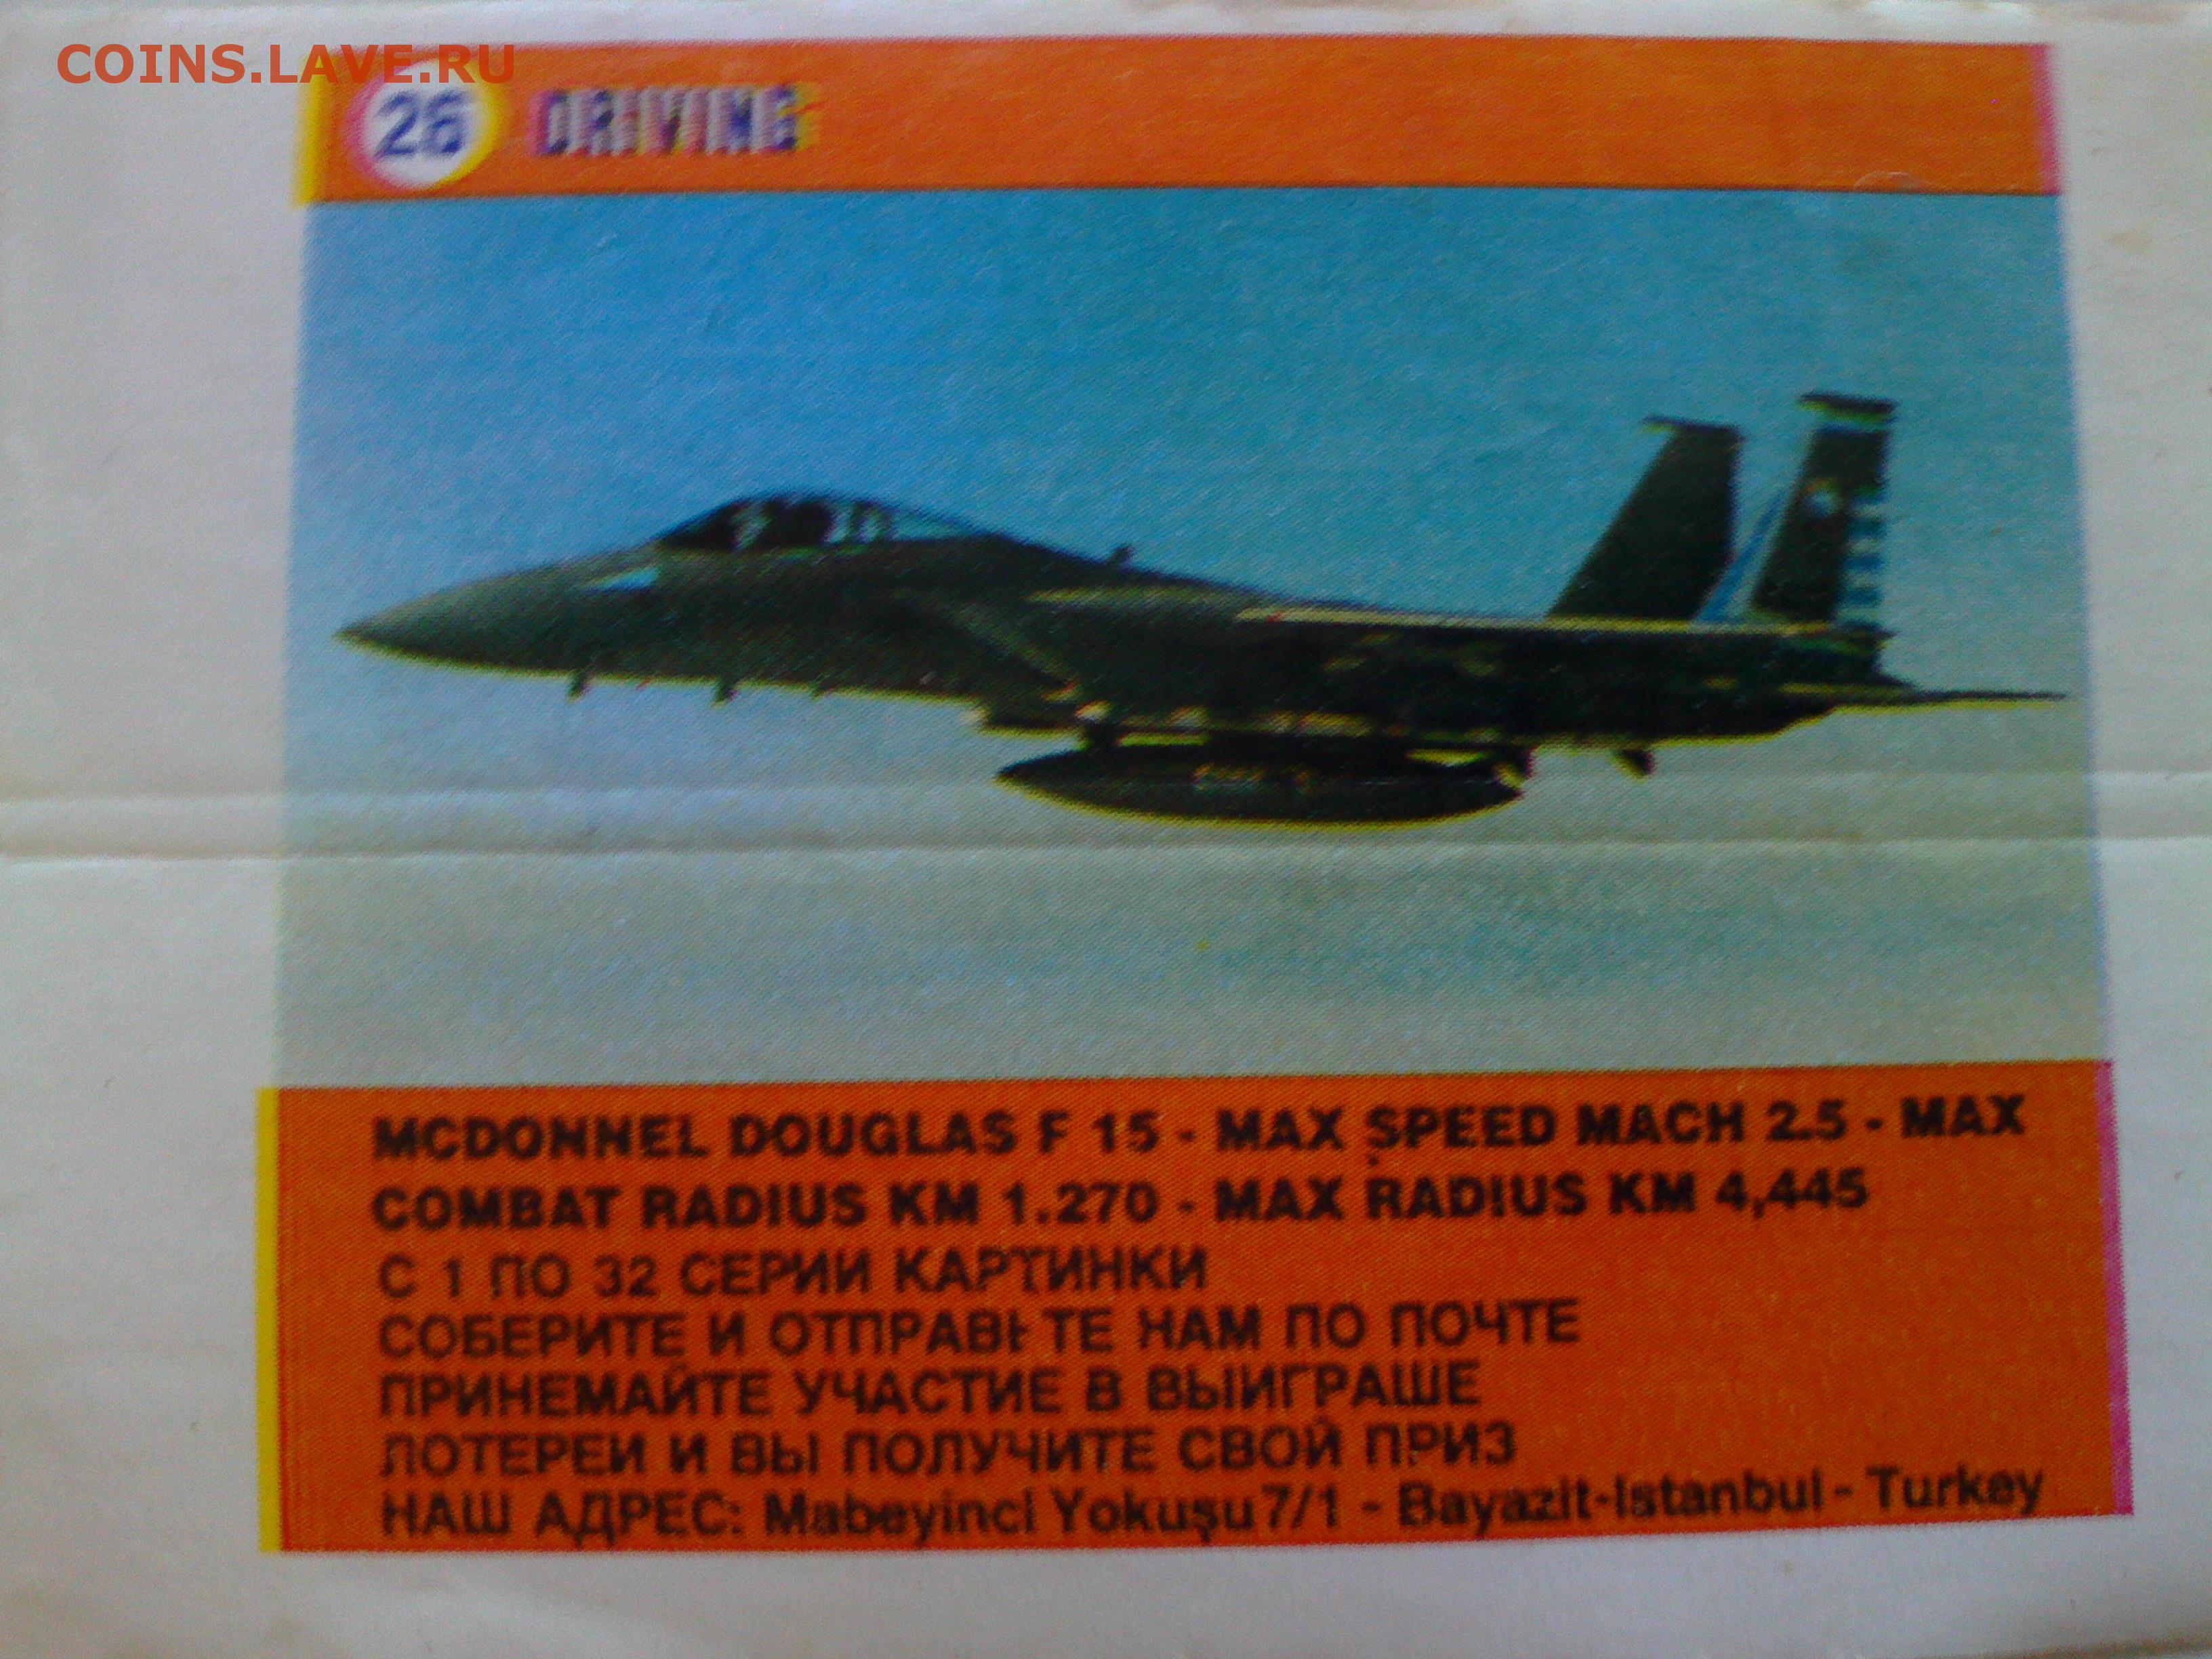 COINS.LAVE.RU
26 DRIVING
MCDONNEL DOUGLAS F 15 - MAX SPEED MACH 2.5 - MAX
COMBAT RADIUS KM 1.270 - MAX RADIUS KM 4,445
С 1 ПО 32 СЕРИИ КАРТИНКИ
СОБЕРИТЕ И ОТПРАВЬТЕ НАМ ПО ПОЧТЕ
ПРИНЕМАЙТЕ УЧАСТИЕ В ВЫИГРАШЕ
ЛОТЕРЕИ И ВЫ ПОЛУЧИТЕ СВОЙ ПРИЗ
НАШ АДРЕС: Mabeyinci Yokuşu 7/1 - Bayazit-Istanbul - Turkey